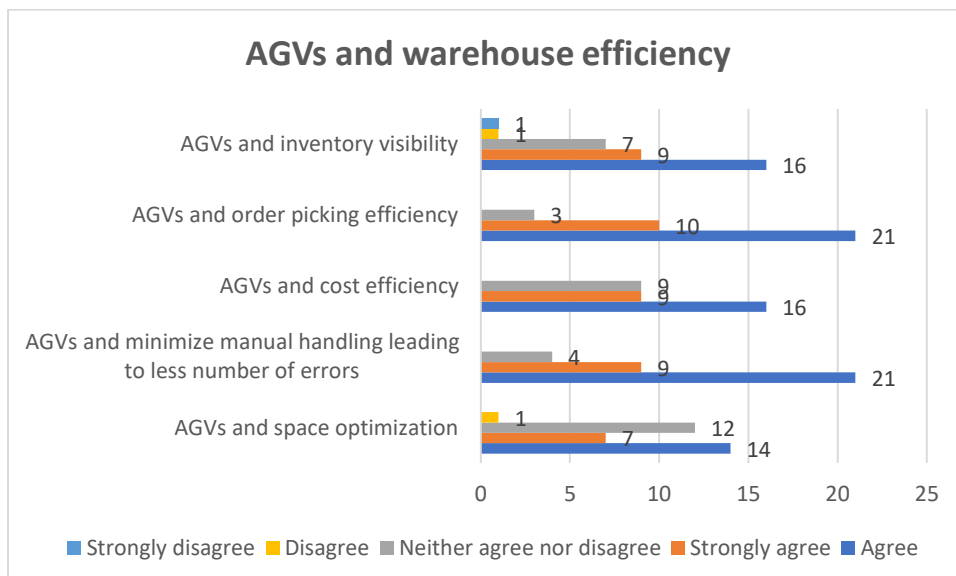 AGVs and warehouse efficiency
AGVs and inventory visibility
1
1
7
9
16
AGVs and order picking efficiency
3
10
21
AGVs and cost efficiency
9
9
16
AGVs and minimize manual handling leading
to less number of errors
4
9
21
AGVs and space optimization
1
12
7
14
0 5 10 15 20 25
Strongly disagree Disagree Neither agree nor disagree Strongly agree Agree